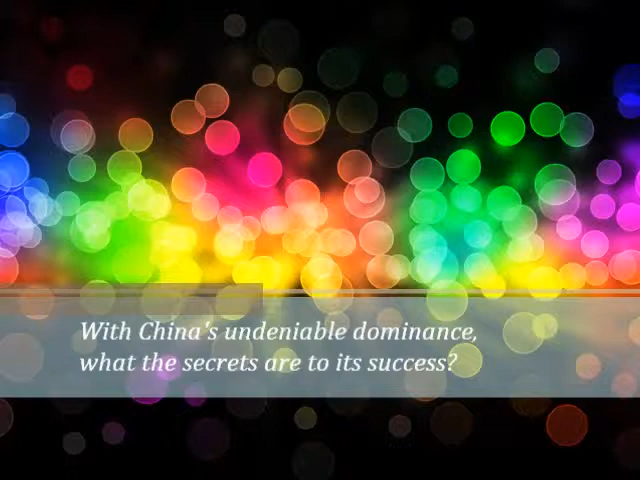 With China's undeniable dominance,
what the secrets are to its success?